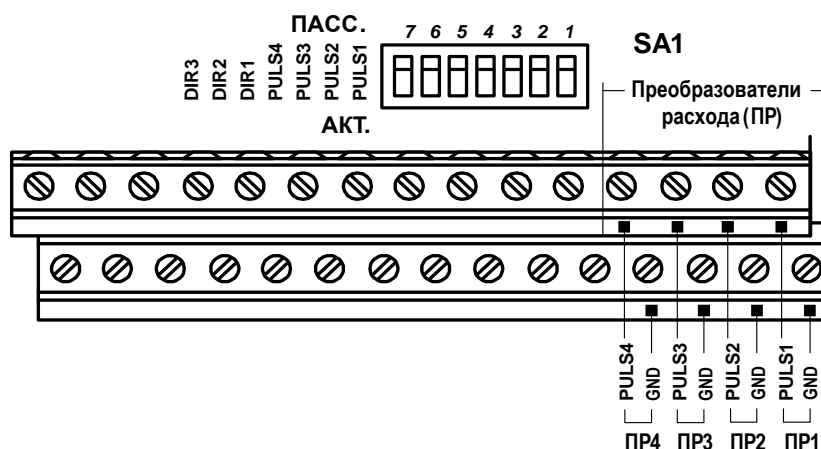 ПАСС.
7 6 5 4 3 2 1
SA1
DIR3
DIR2
DIR1
PULS4
PULS3
PULS2
PULS1
АКТ.
Преобразователи
расхода (ПР)
PULS4
GND
PULS3
GND
PULS2
GND
PULS1
GND
ПР4 ПР3 ПР2 ПР1